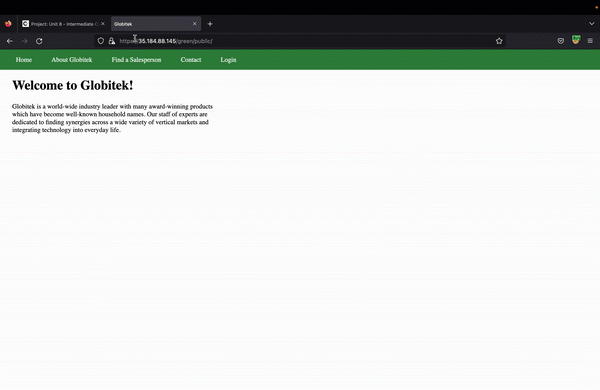 Project: Unit 8 - Intermediate C
Globitek
https://35.184.88.145/green/public/
Home About Globitek Find a Salesperson Contact Login
Welcome to Globitek!
Globitek is a world-wide industry leader with many award-winning products
which have become well-known household names. Our staff of experts are
dedicated to finding synergies across a wide variety of vertical markets and
integrating technology into everyday life.